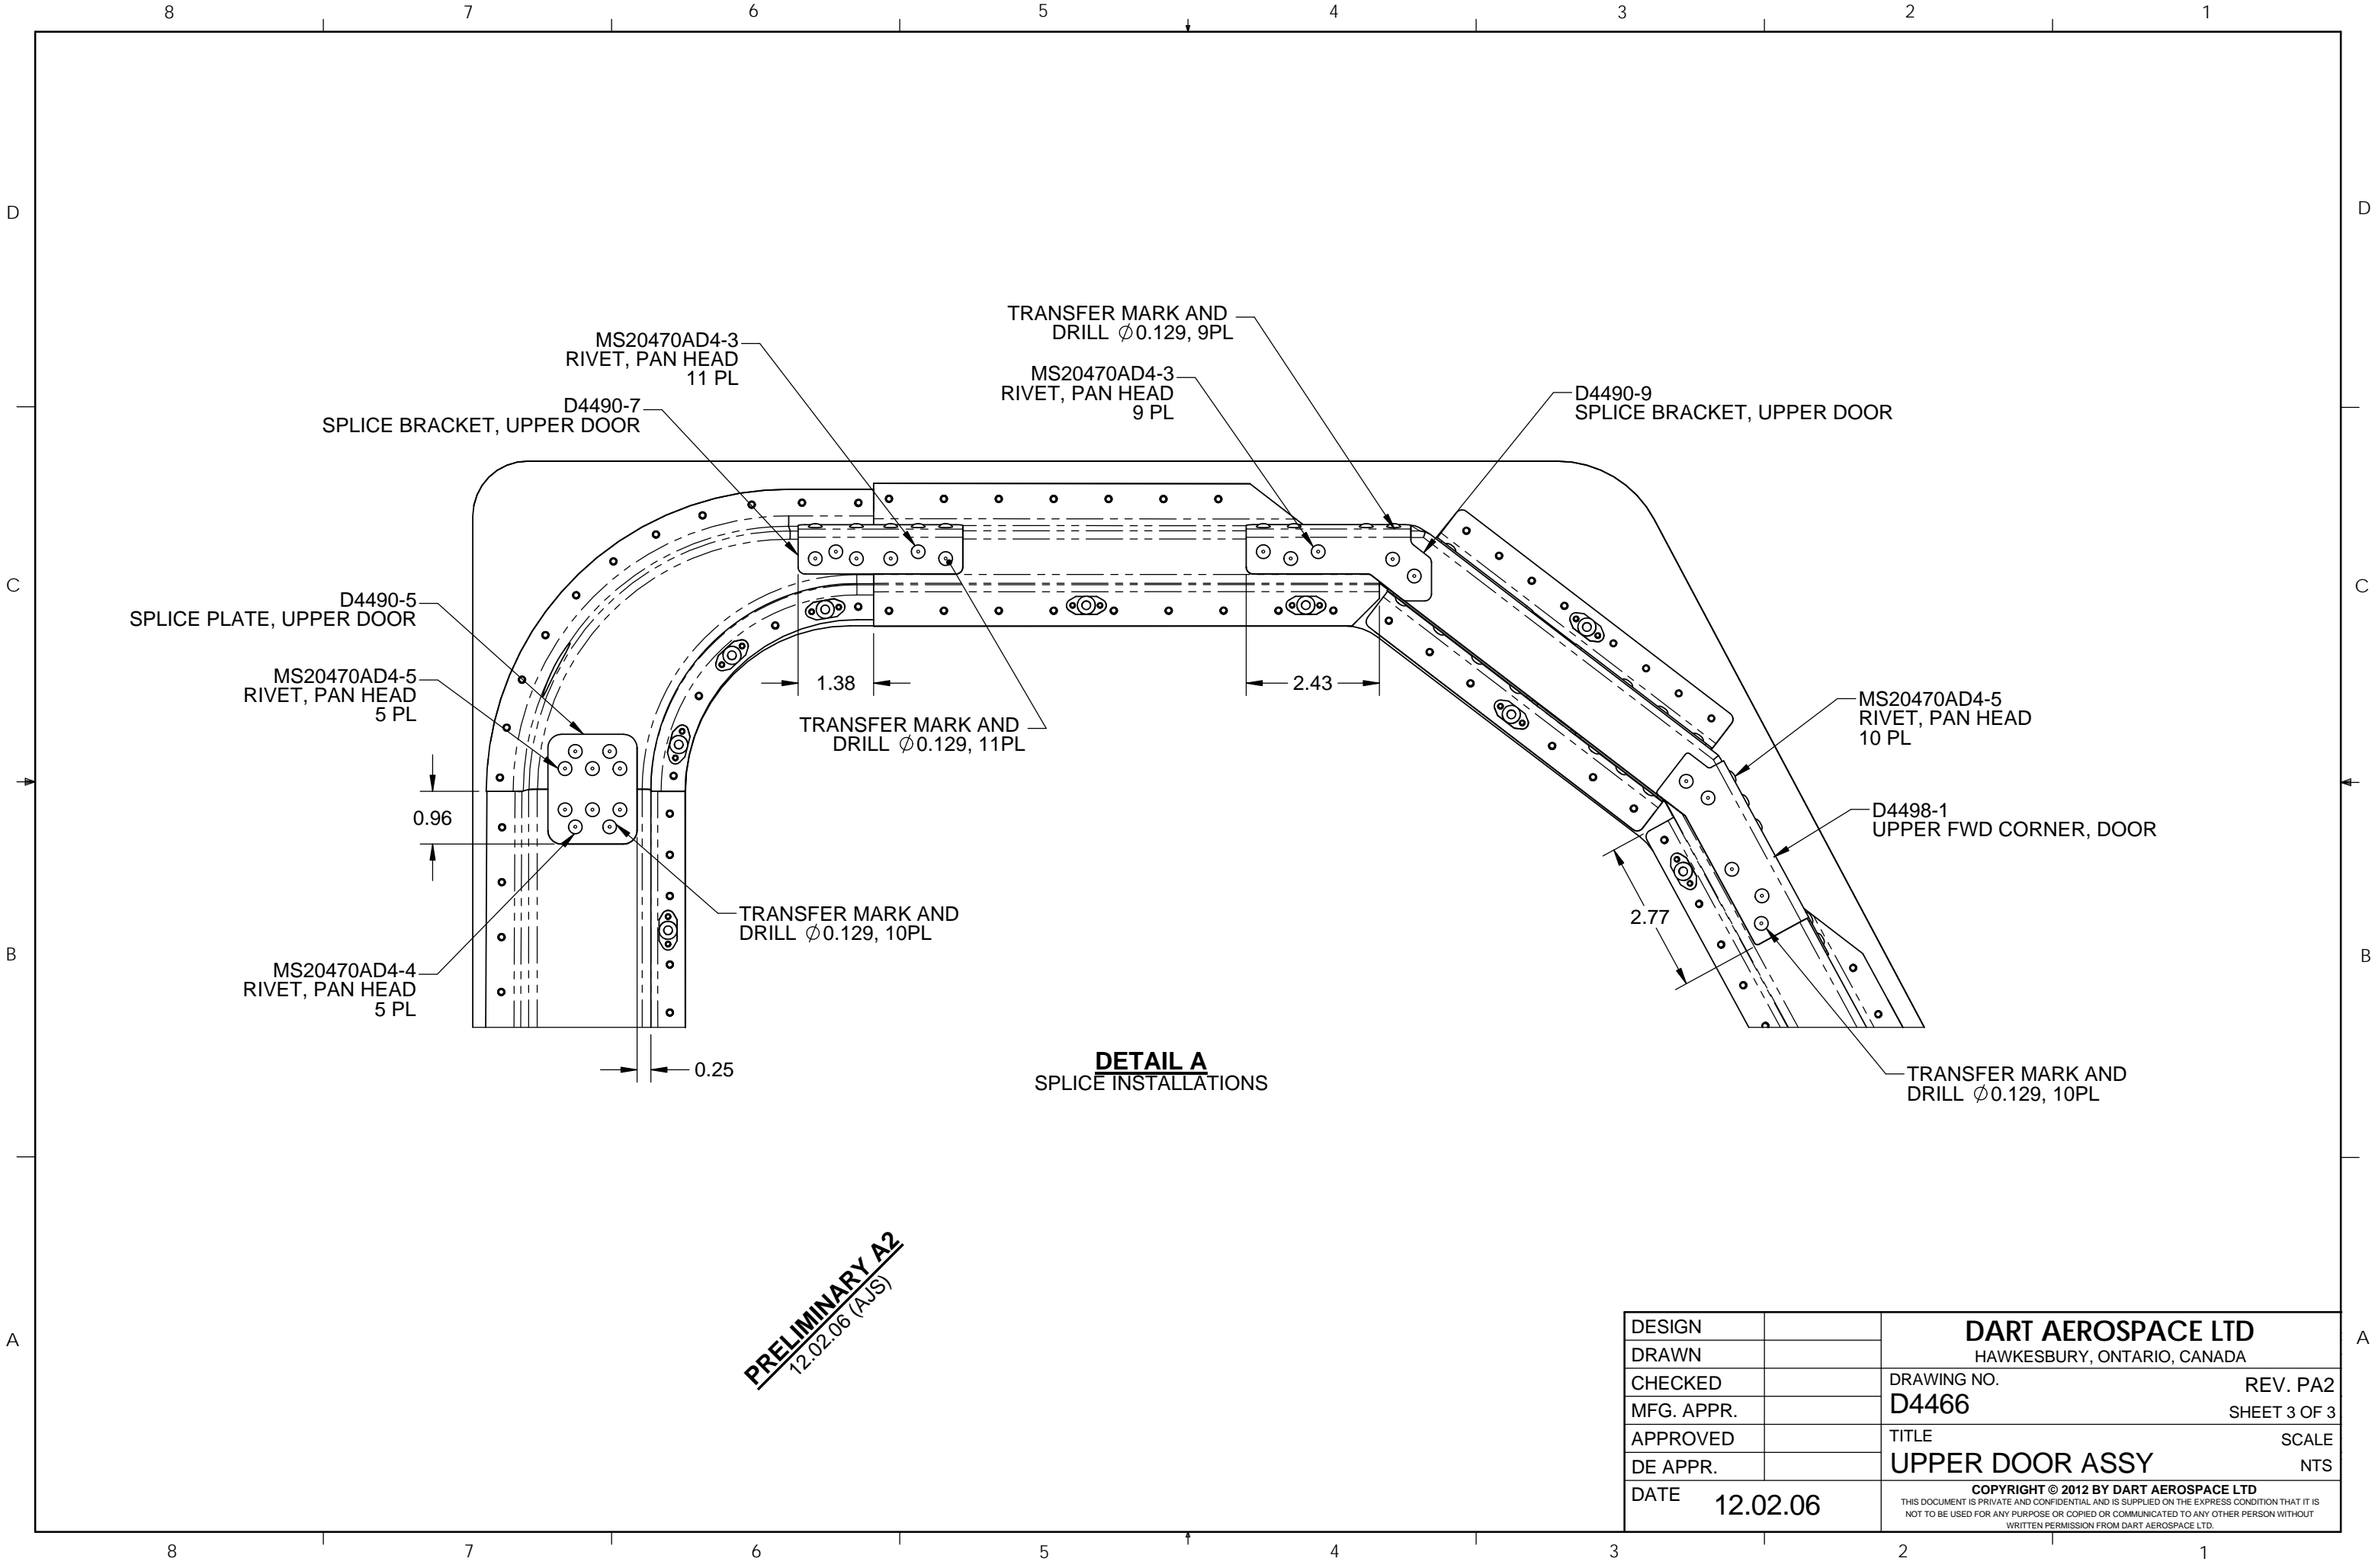 8 7 6 5 4 3 2 1
D D
TRANSFER MARK AND
DRILL ∅0.129, 9PL
MS20470AD4-3
RIVET, PAN HEAD
11 PL
MS20470AD4-3
RIVET, PAN HEAD
9 PL
D4490-7
SPLICE BRACKET, UPPER DOOR
D4490-9
SPLICE BRACKET, UPPER DOOR
C C
D4490-5
SPLICE PLATE, UPPER DOOR
MS20470AD4-5
RIVET, PAN HEAD
5 PL
1.38
2.43
TRANSFER MARK AND
DRILL ∅0.129, 11PL
MS20470AD4-5
RIVET, PAN HEAD
10 PL
0.96
D4498-1
UPPER FWD CORNER, DOOR
TRANSFER MARK AND
DRILL ∅0.129, 10PL
2.77
B B
MS20470AD4-4
RIVET, PAN HEAD
5 PL
0.25
DETAIL A
SPLICE INSTALLATIONS
TRANSFER MARK AND
DRILL ∅0.129, 10PL
PRELIMINARY A2
12.02.06 (AJS)
A A
DESIGN
DRAWN
CHECKED
MFG. APPR.
APPROVED
DE APPR.
DATE 12.02.06
DART AEROSPACE LTD
HAWKESBURY, ONTARIO, CANADA
DRAWING NO. REV. PA2
D4466 SHEET 3 OF 3
TITLE SCALE
UPPER DOOR ASSY NTS
COPYRIGHT © 2012 BY DART AEROSPACE LTD
THIS DOCUMENT IS PRIVATE AND CONFIDENTIAL AND IS SUPPLIED ON THE EXPRESS CONDITION THAT IT IS
NOT TO BE USED FOR ANY PURPOSE OR COPIED OR COMMUNICATED TO ANY OTHER PERSON WITHOUT
WRITTEN PERMISSION FROM DART AEROSPACE LTD.
8 7 6 5 4 3 2 1